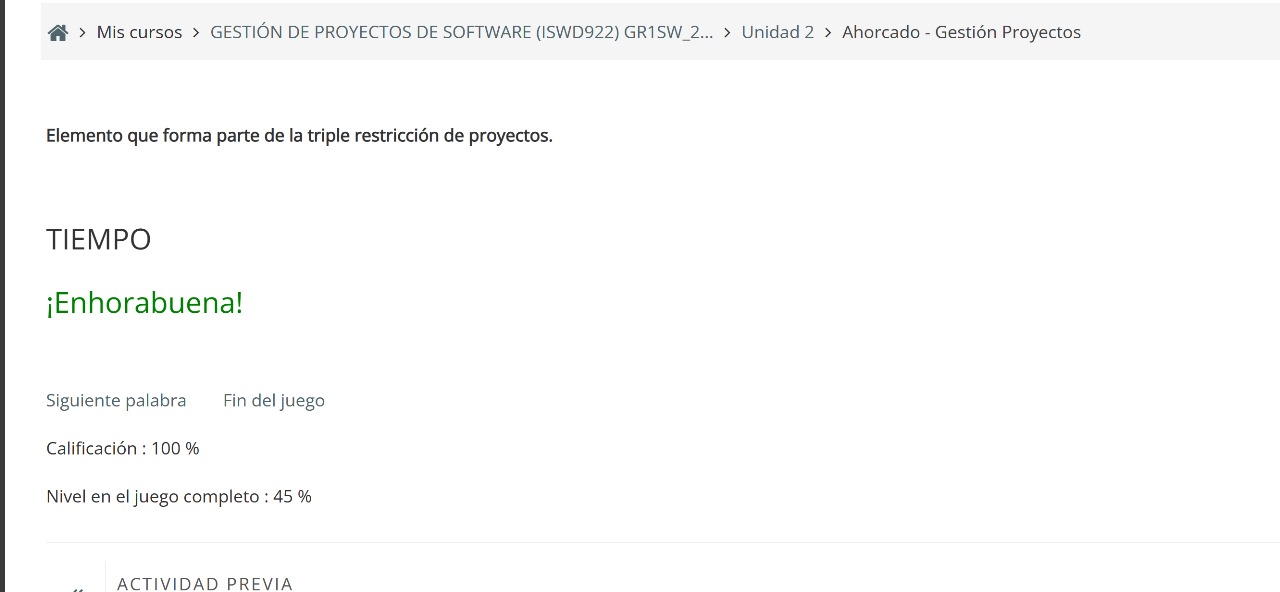 Mis cursos > GESTIÓN DE PROYECTOS DE SOFTWARE (ISWD922) GR1SW_2... > Unidad 2 > Ahorcado - Gestión Proyectos
Elemento que forma parte de la triple restricción de proyectos.
TIEMPO
¡Enhorabuena!
Siguiente palabra Fin del juego
Calificación : 100 %
Nivel en el juego completo : 45 %
ACTIVIDAD PREVIA